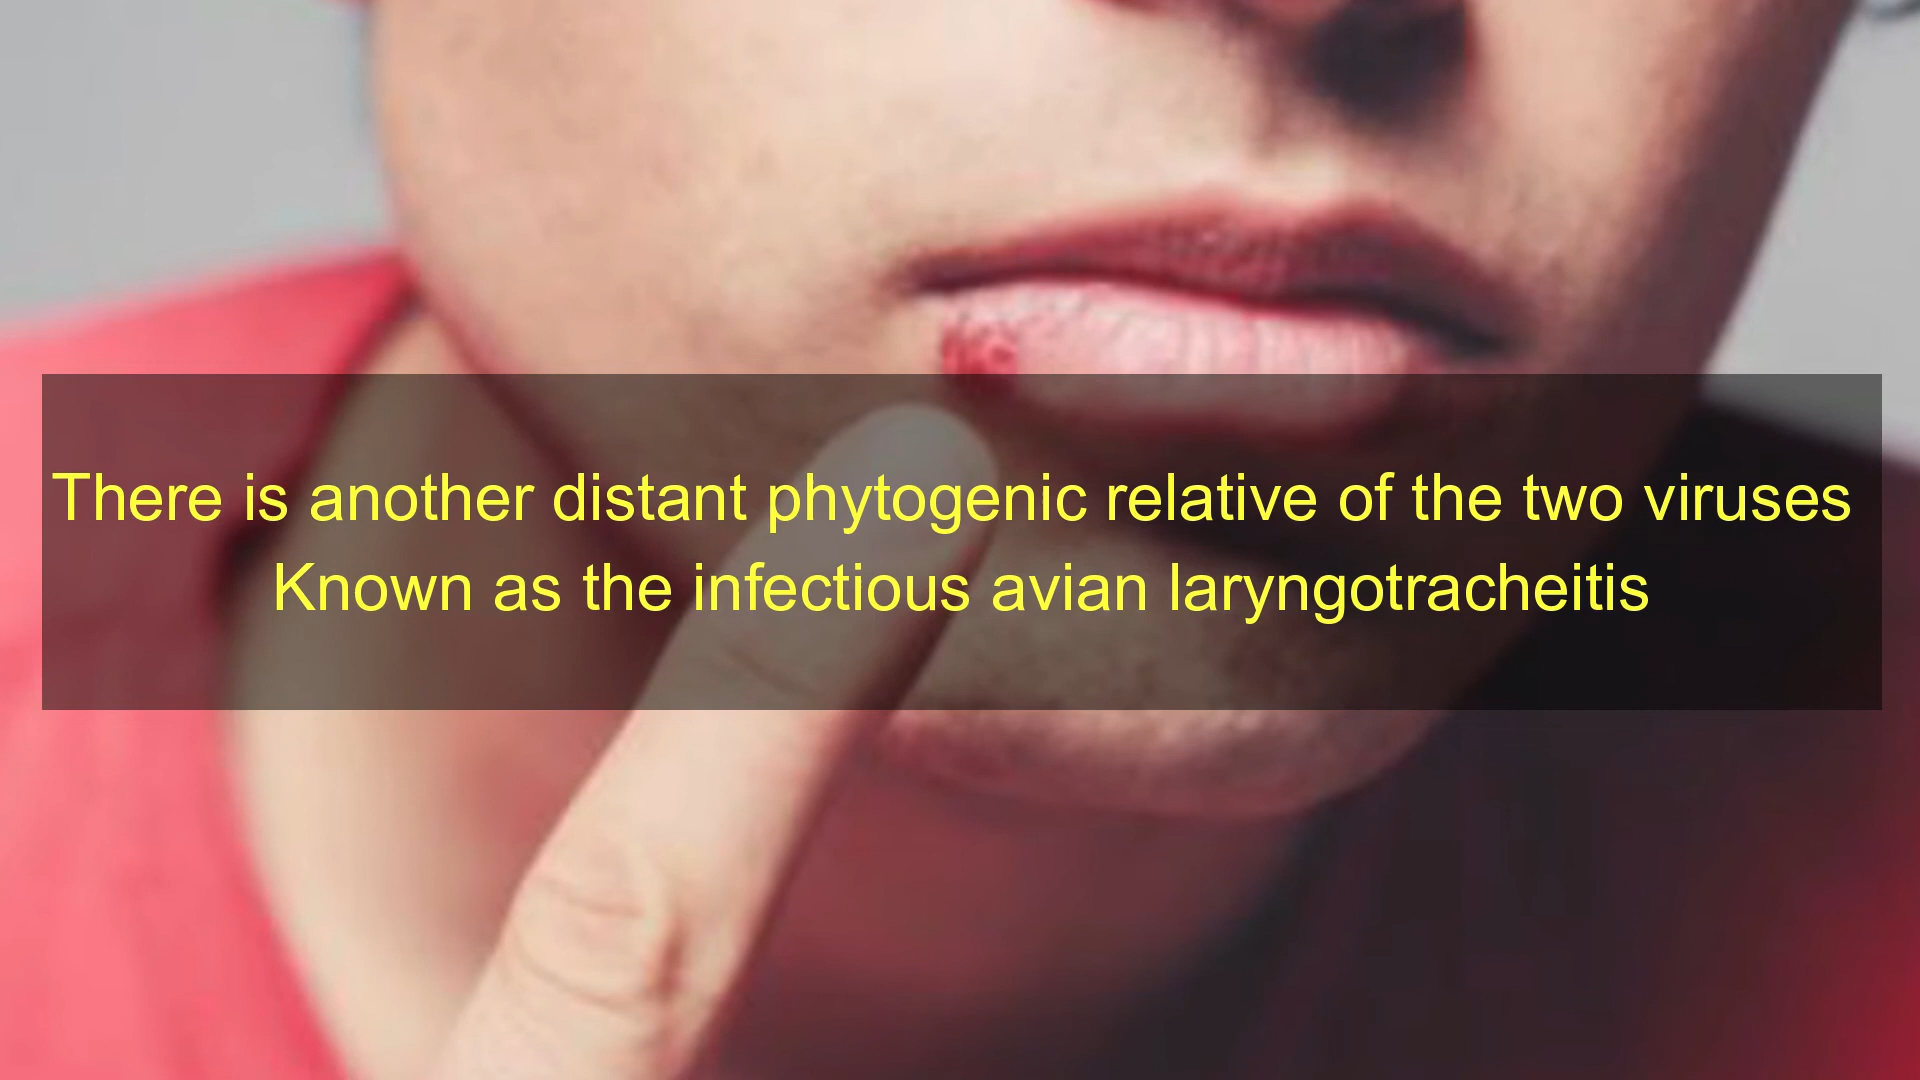 There is another distant phytogenic relative of the two viruses
Known as the infectious avian laryngotracheitis